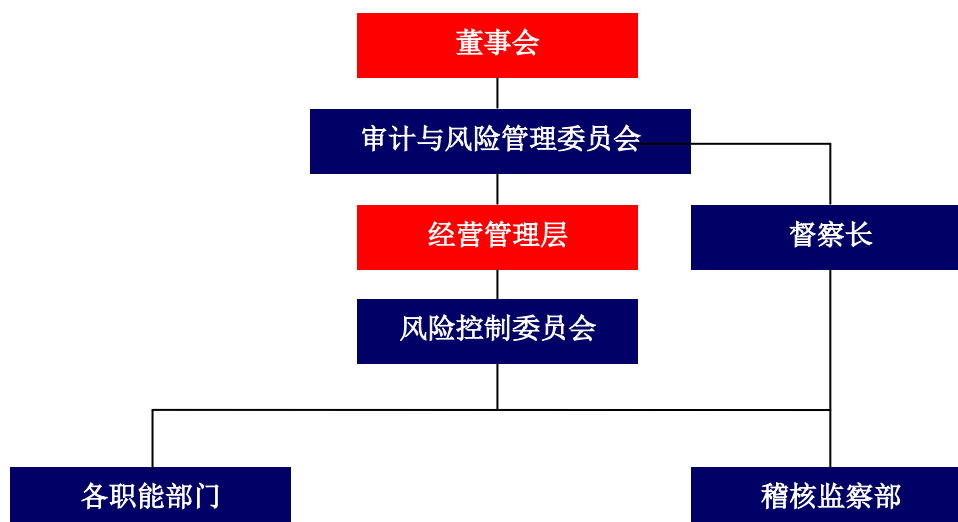 董事会
审计与风险管理委员会
经营管理层
督察长
风险控制委员会
各职能部门
稽核监察部